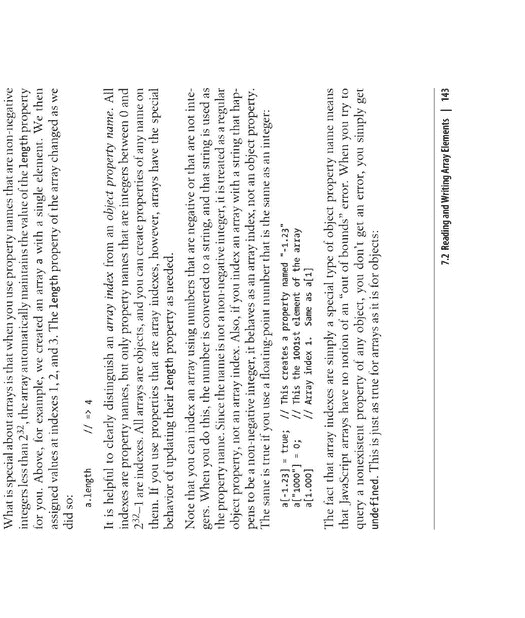 What is special about arrays is that when you use property names that are non-negative
integers less than 2³², the array automatically maintains the value of the length property
for you. Above, for example, we created an array a with a single element. We then
assigned values at indexes 1, 2, and 3. The length property of the array changed as we
did so:
a.length // => 4
It is helpful to clearly distinguish an array index from an object property name. All
indexes are property names, but only property names that are integers between 0 and
2³²–1 are indexes. All arrays are objects, and you can create properties of any name on
them. If you use properties that are array indexes, however, arrays have the special
behavior of updating their length property as needed.
Note that you can index an array using numbers that are negative or that are not inte-
gers. When you do this, the number is converted to a string, and that string is used as
the property name. Since the name is not a non-negative integer, it is treated as a regular
object property, not an array index. Also, if you index an array with a string that hap-
pens to be a non-negative integer, it behaves as an array index, not an object property.
The same is true if you use a floating-point number that is the same as an integer:
a[-1.23] = true; // This creates a property named "-1.23"
a["1000"] = 0; // This the 1001st element of the array
a[1.000] // Array index 1. Same as a[1]
The fact that array indexes are simply a special type of object property name means
that JavaScript arrays have no notion of an “out of bounds” error. When you try to
query a nonexistent property of any object, you don’t get an error, you simply get
undefined. This is just as true for arrays as it is for objects:
7.2 Reading and Writing Array Elements | 143